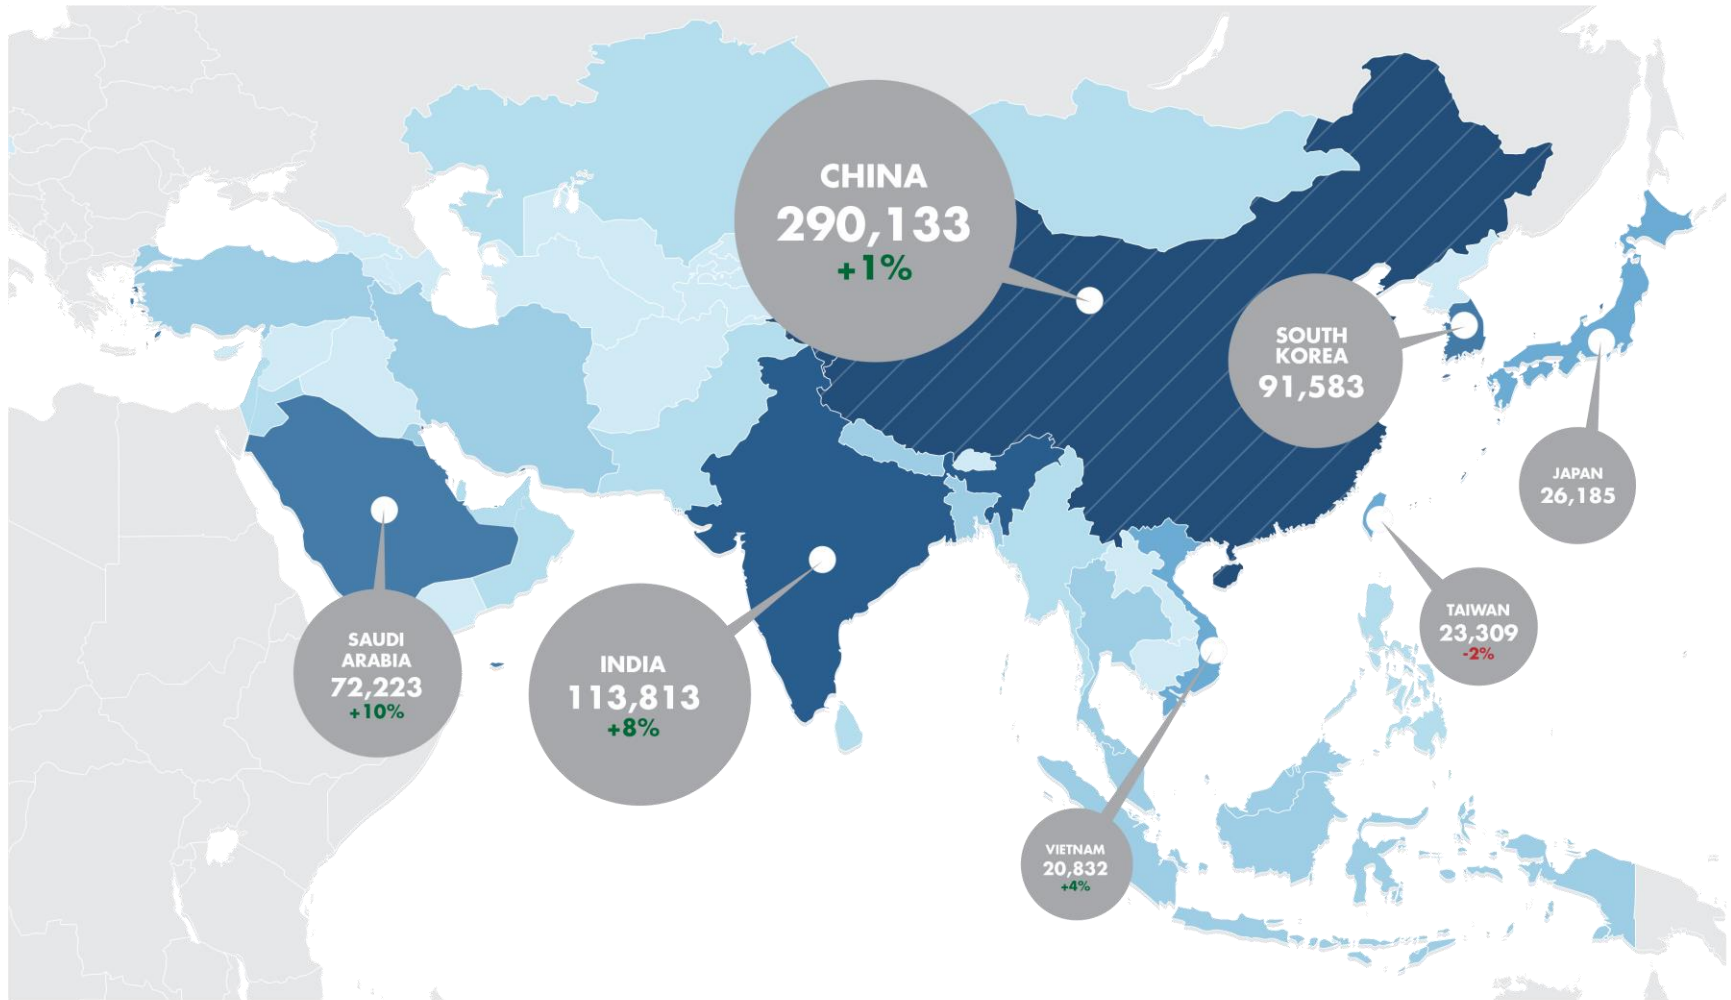 CHINA
290,133
+1%
SOUTH
KOREA
91,583
JAPAN
26,185
TAIWAN
23,309
-2%
SAUDI
ARABIA
72,223
+10%
INDIA
113,813
+8%
VIETNAM
20,832
+4%